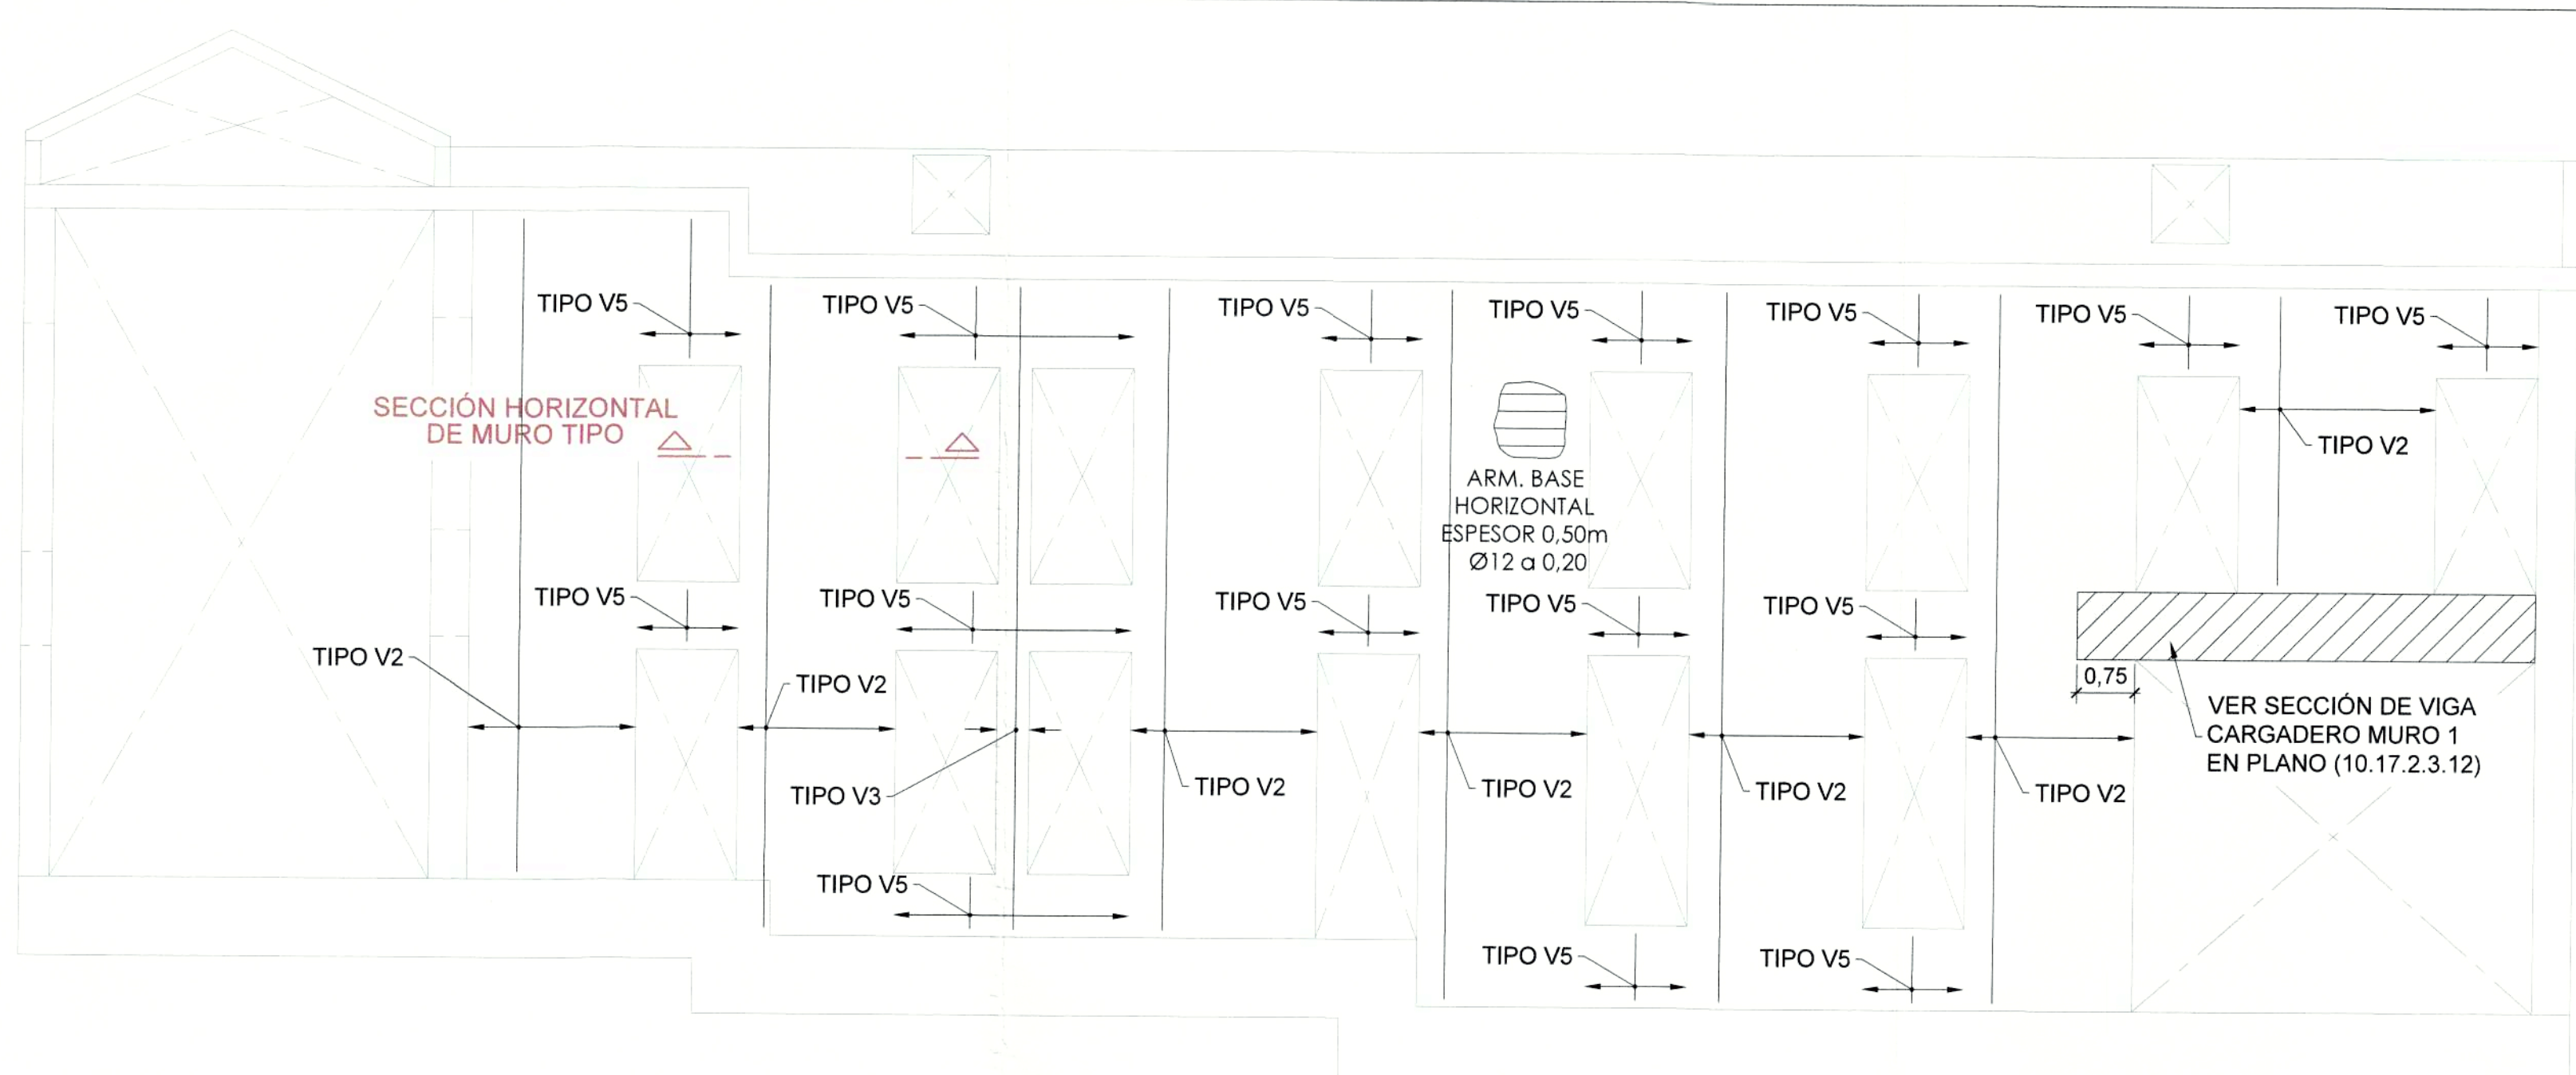 TIPO V5
TIPO V5
TIPO V5
TIPO V5
TIPO V5
TIPO V5
TIPO V5
SECCIÓN HORIZONTAL
DE MURO TIPO
TIPO V2
ARM. BASE
HORIZONTAL
ESPESOR 0,50m
Ø12 a 0,20
TIPO V5
TIPO V5
TIPO V5
TIPO V5
TIPO V5
TIPO V2
TIPO V2
0,75
VER SECCIÓN DE VIGA
CARGADERO MURO 1
EN PLANO (10.17.2.3.12)
TIPO V3
TIPO V2
TIPO V2
TIPO V2
TIPO V2
TIPO V5
TIPO V5
TIPO V5